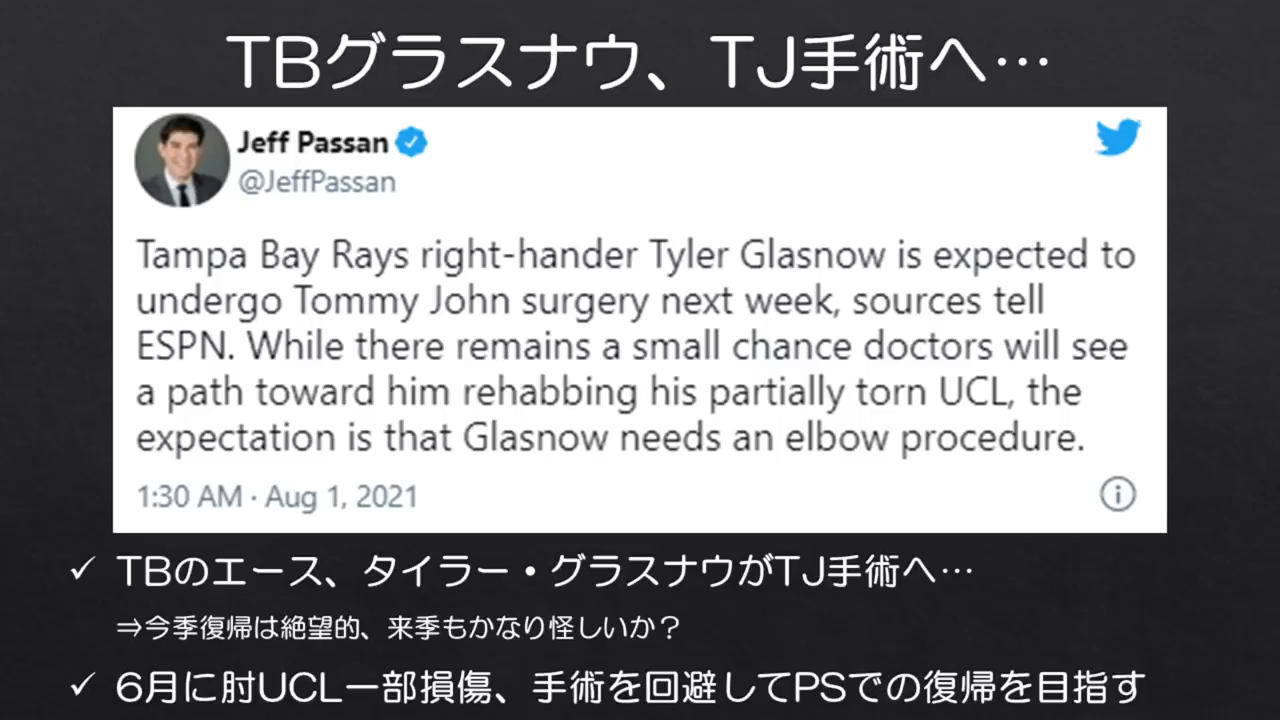 TBグラスナウ、TJ手術へ…
Jeff Passan
@JeffPassan
Tampa Bay Rays right-hander Tyler Glasnow is expected to
undergo Tommy John surgery next week, sources tell
ESPN. While there remains a small chance doctors will see
a path toward him rehabbing his partially torn UCL, the
expectation is that Glasnow needs an elbow procedure.
1:30 AM · Aug 1, 2021
✓ TBのエース、タイラー・グラスナウがTJ手術へ…
⇒今季復帰は絶望的、来季もかなり怪しいか？
✓ 6月に肘UCL一部損傷、手術を回避してPSでの復帰を目指す